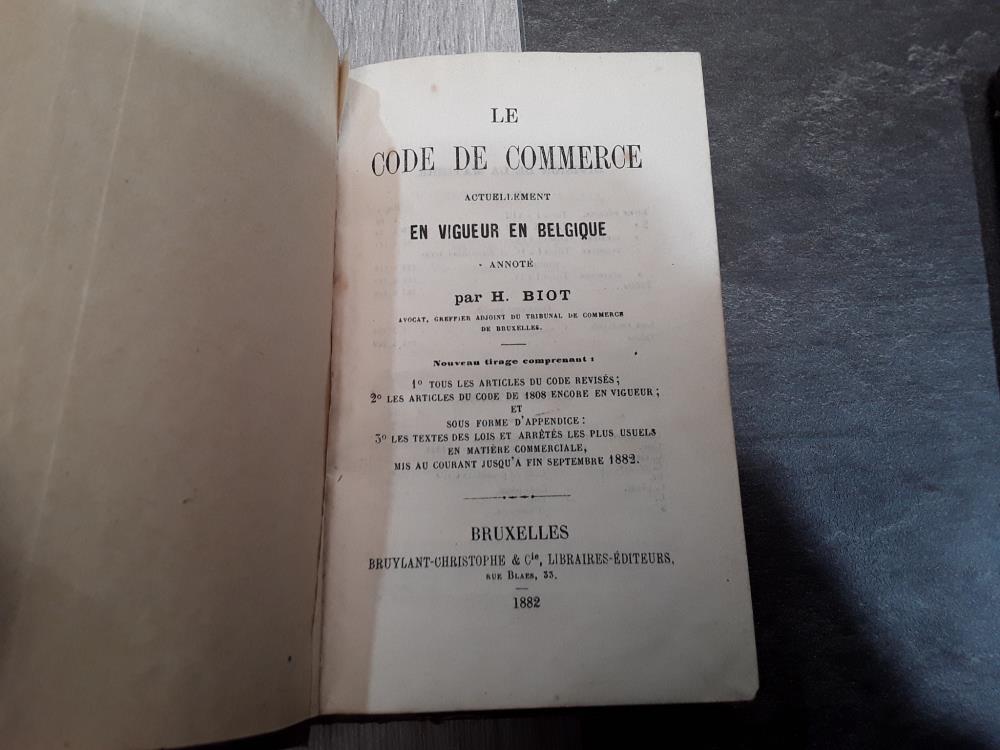 LE
CODE DE COMMERCE
ACTUELLEMENT
EN VIGUEUR EN BELGIQUE
ANNOTÉ
par H. BIOT
AVOCAT, GREFFIER ADJOINT DU TRIBUNAL DE COMMERCE
DE BRUXELLES.
Nouveau tirage comprenant :
1º TOUS LES ARTICLES DU CODE REVISÉS;
2º LES ARTICLES DU CODE DE 1808 ENCORE EN VIGUEUR;
ET
SOUS FORME D'APPENDICE:
3º LES TEXTES DES LOIS ET ARRÊTÉS LES PLUS USUELS
EN MATIÈRE COMMERCIALE,
MIS AU COURANT JUSQU'A FIN SEPTEMBRE 1882.
BRUXELLES
BRUYLANT-CHRISTOPHE & Cie, LIBRAIRES-ÉDITEURS,
RUE BLAES, 33.
1882